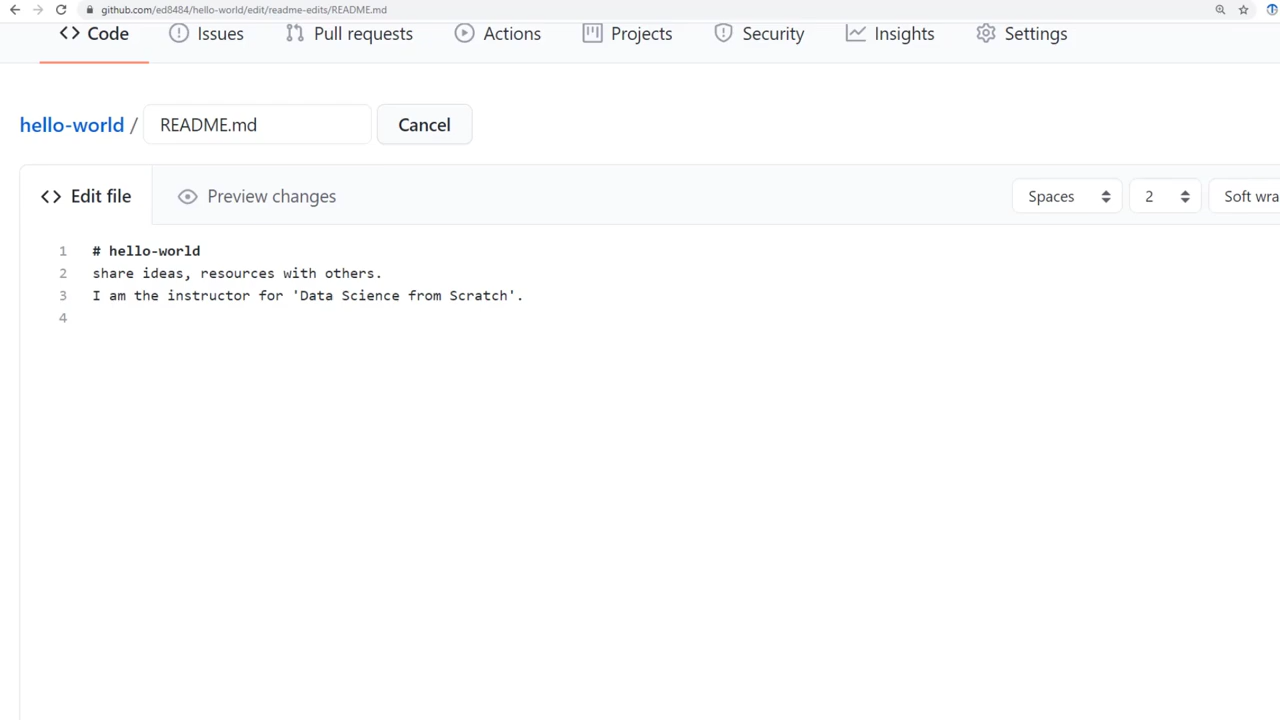 github.com/ed8484/hello-world/edit/readme-edits/README.md
Code Issues Pull requests Actions Projects Security Insights Settings
hello-world / README.md Cancel
Edit file Preview changes Spaces 2 Soft wra
1 # hello-world
2 share ideas, resources with others.
3 I am the instructor for 'Data Science from Scratch'.
4